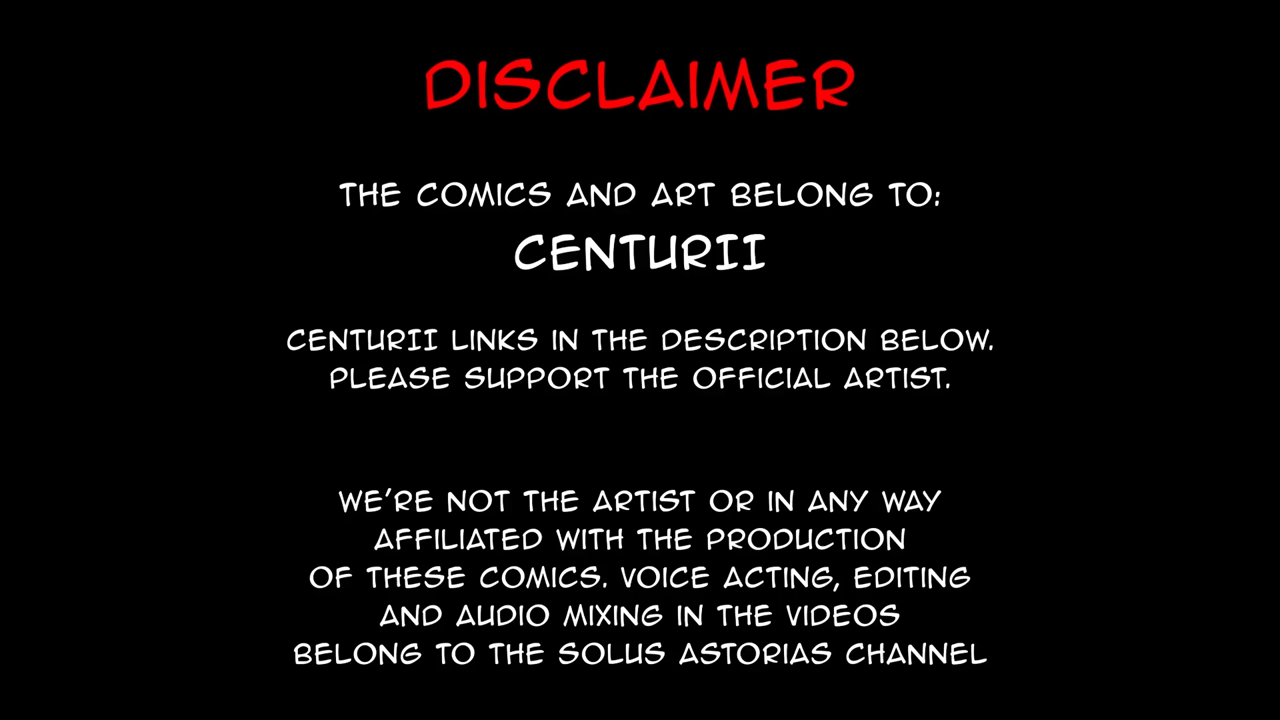 DISCLAIMER
THE COMICS AND ART BELONG TO:
CENTURII
CENTURII LINKS IN THE DESCRIPTION BELOW.
PLEASE SUPPORT THE OFFICIAL ARTIST.
WE'RE NOT THE ARTIST OR IN ANY WAY
AFFILIATED WITH THE PRODUCTION
OF THESE COMICS. VOICE ACTING, EDITING
AND AUDIO MIXING IN THE VIDEOS
BELONG TO THE SOLUS ASTORIAS CHANNEL